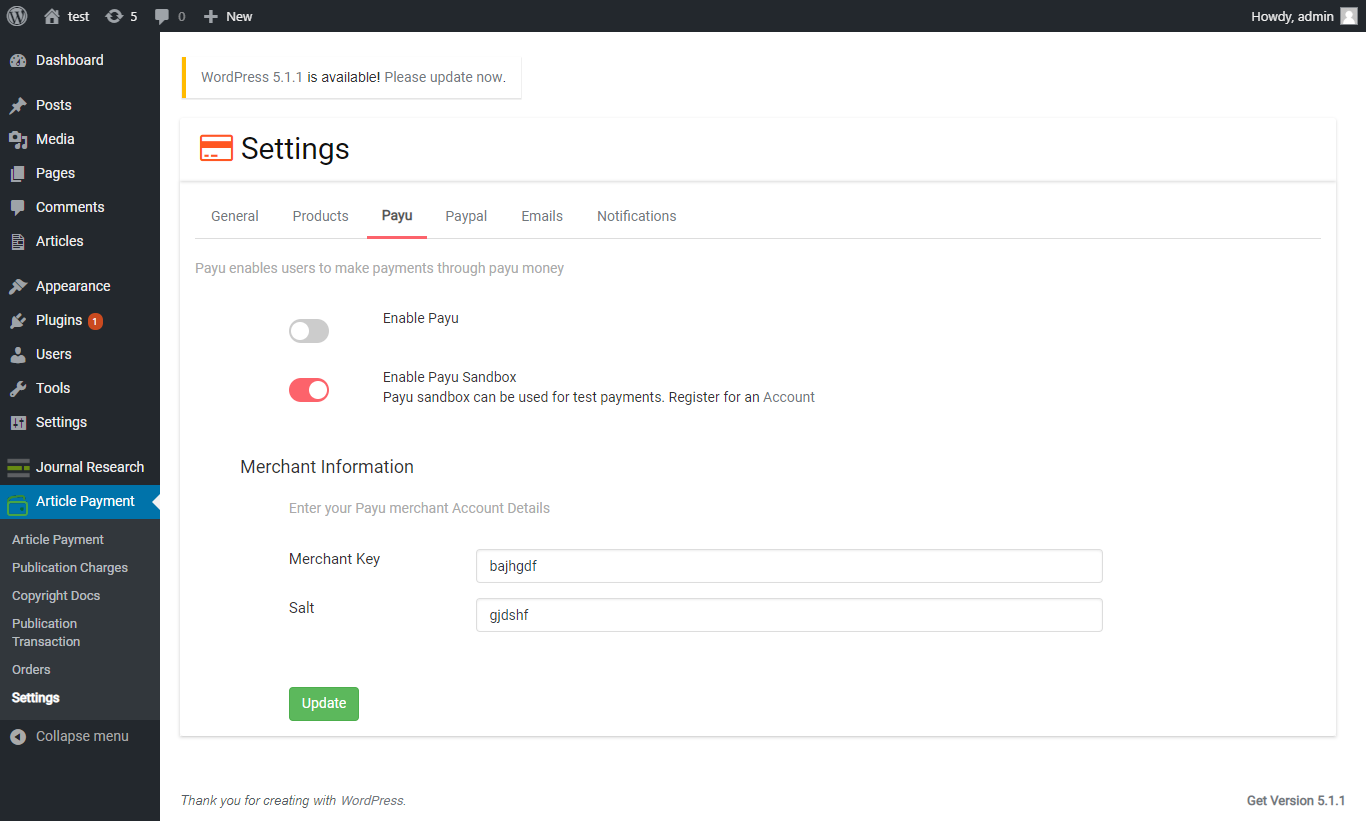 test 5 0 New Howdy, admin
Dashboard
Posts
Media
Pages
Comments
Articles
Appearance
Plugins 1
Users
Tools
Settings
Journal Research
Article Payment
Article Payment
Publication Charges
Copyright Docs
Publication
Transaction
Orders
Settings
Collapse menu
WordPress 5.1.1 is available! Please update now.
Settings
General Products Payu Paypal Emails Notifications
Payu enables users to make payments through payu money
Enable Payu
Enable Payu Sandbox
Payu sandbox can be used for test payments. Register for an Account
Merchant Information
Enter your Payu merchant Account Details
Merchant Key bajhgdf
Salt gjdshf
Update
Thank you for creating with WordPress. Get Version 5.1.1